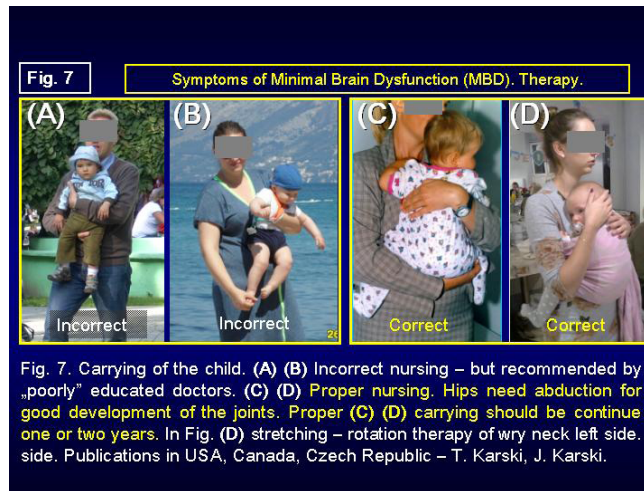 Fig. 7
Symptoms of Minimal Brain Dysfunction (MBD). Therapy.
(A)
(B)
(C)
(D)
Incorrect
Incorrect
26
Correct
Correct
Fig. 7. Carrying of the child. (A) (B) Incorrect nursing – but recommended by
„poorly” educated doctors. (C) (D) Proper nursing. Hips need abduction for
good development of the joints. Proper (C) (D) carrying should be continue
one or two years. In Fig. (D) stretching – rotation therapy of wry neck left side.
side. Publications in USA, Canada, Czech Republic – T. Karski, J. Karski.